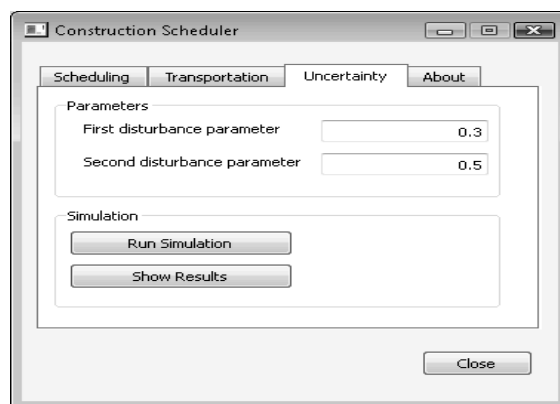 Construction Scheduler
Scheduling Transportation Uncertainty About
Parameters
First disturbance parameter 0.3
Second disturbance parameter 0.5
Simulation
Run Simulation
Show Results
Close